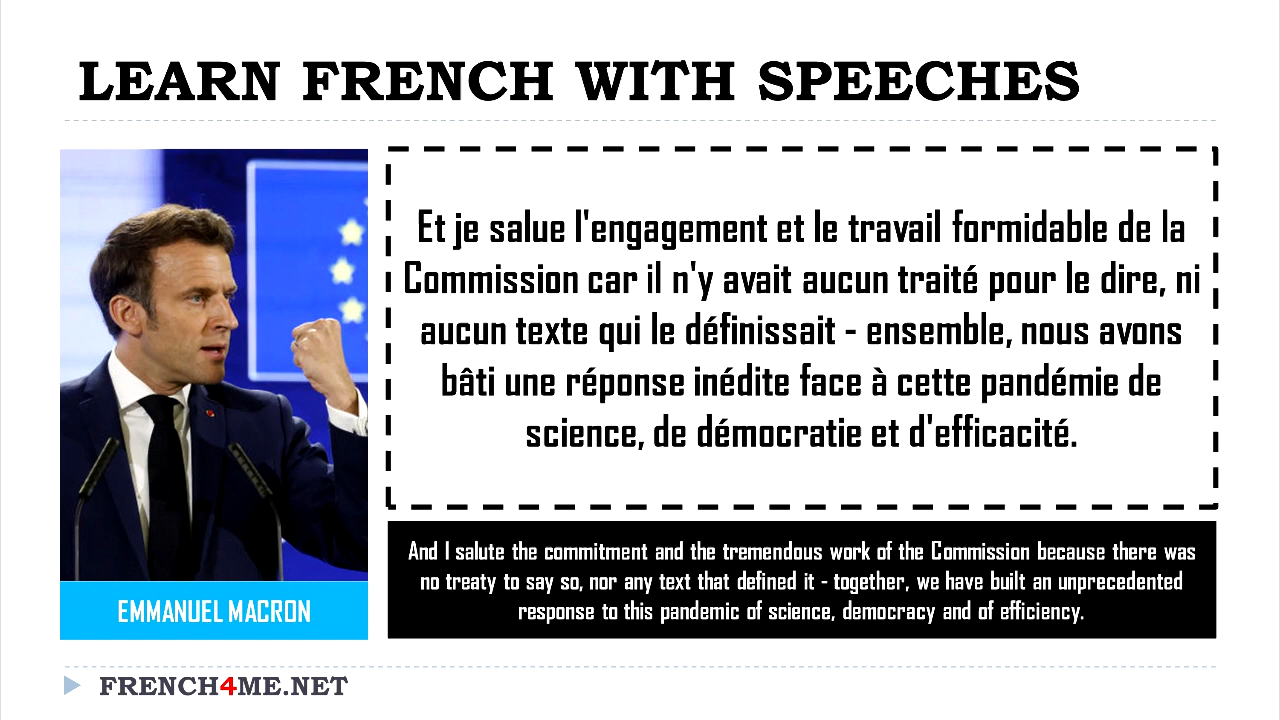 LEARN FRENCH WITH SPEECHES
Et je salue l'engagement et le travail formidable de la
Commission car il n'y avait aucun traité pour le dire, ni
aucun texte qui le définissait - ensemble, nous avons
bâti une réponse inédite face à cette pandémie de
science, de démocratie et d'efficacité.
And I salute the commitment and the tremendous work of the Commission because there was
no treaty to say so, nor any text that defined it - together, we have built an unprecedented
response to this pandemic of science, democracy and of efficiency.
EMMANUEL MACRON
FRENCH4ME.NET